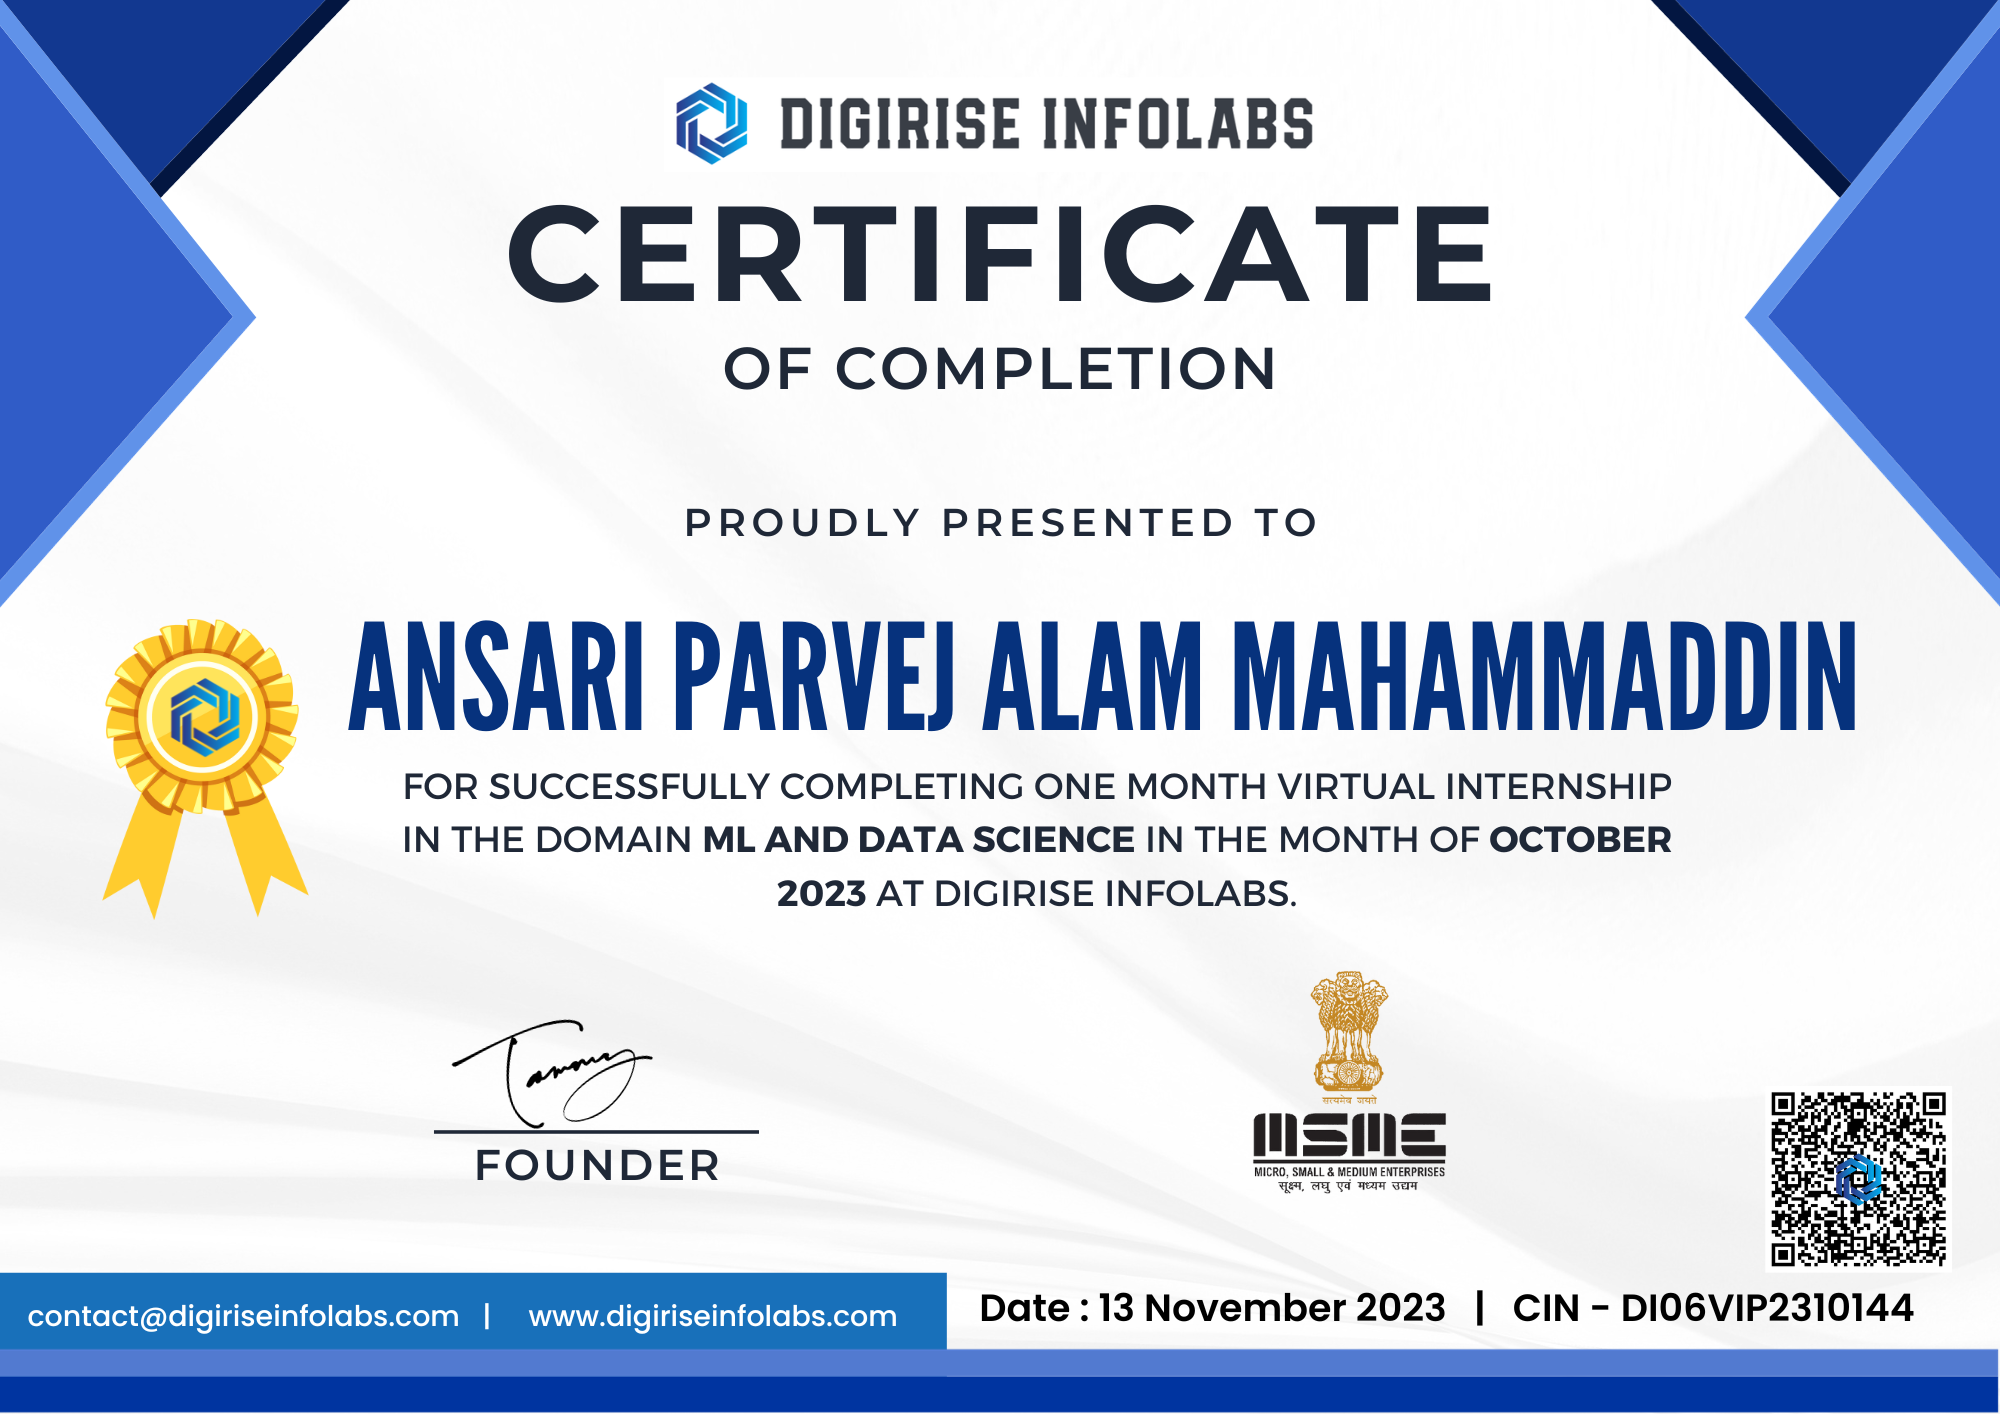 DIGIRISE INFOLABS
CERTIFICATE
OF COMPLETION
PROUDLY PRESENTED TO
ANSARI PARVEJ ALAM MAHAMMADDIN
FOR SUCCESSFULLY COMPLETING ONE MONTH VIRTUAL INTERNSHIP
IN THE DOMAIN ML AND DATA SCIENCE IN THE MONTH OF OCTOBER
2023 AT DIGIRISE INFOLABS.
FOUNDER
सत्यमेव जयते
MSME
MICRO, SMALL & MEDIUM ENTERPRISES
सूक्ष्म, लघु एवं मध्यम उद्यम
contact@digiriseinfolabs.com | www.digiriseinfolabs.com
Date : 13 November 2023 | CIN - DI06VIP2310144